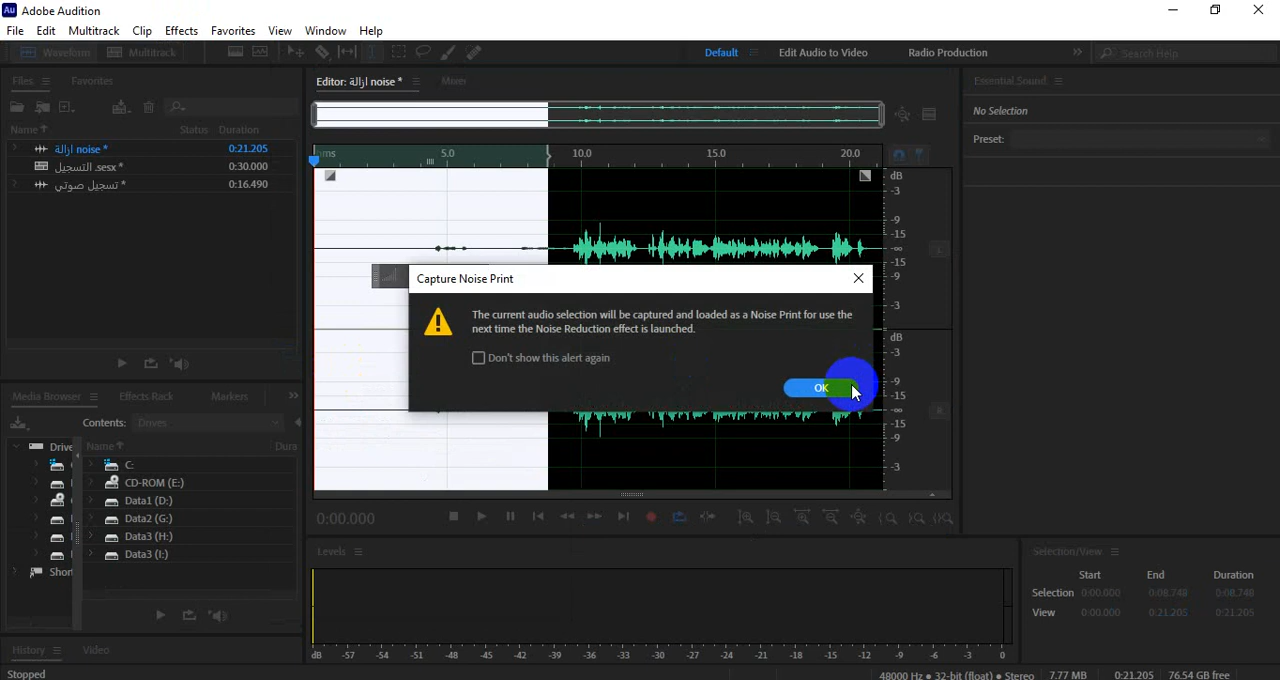 Au Adobe Audition
File Edit Multitrack Clip Effects Favorites View Window Help
Waveform Multitrack Default Edit Audio to Video Radio Production Search Help
Files Favorites
Editor: ازالة noise *
Mixer
Essential Sound
No Selection
Preset:
Name Status Duration
ازالة noise * 0:21.205
التسجيل.sesx * 0:30.000
تسجيل صوتي * 0:16.490
hms 5.0 10.0 15.0 20.0
dB
-3
-9
-15
-∞
-15
-9
-3
dB
-3
-9
-15
-∞
-15
-9
-3
Capture Noise Print
The current audio selection will be captured and loaded as a Noise Print for use the
next time the Noise Reduction effect is launched.
Don't show this alert again
OK
Media Browser Effects Rack Markers
Contents: Drives
Drive
Name Dura
C:
CD-ROM (E:)
Data1 (D:)
Data2 (G:)
Data3 (H:)
Data3 (I:)
Shor
0:00.000
Levels
dB -57 -54 -51 -48 -45 -42 -39 -36 -33 -30 -27 -24 -21 -18 -15 -12 -9 -6 -3 0
Selection/View
Start End Duration
Selection 0:00.000 0:08.748 0:08.748
View 0:00.000 0:21.205 0:21.205
History Video
Stopped
48000 Hz ● 32-bit (float) ● Stereo 7.77 MB 0:21.205 76.54 GB free